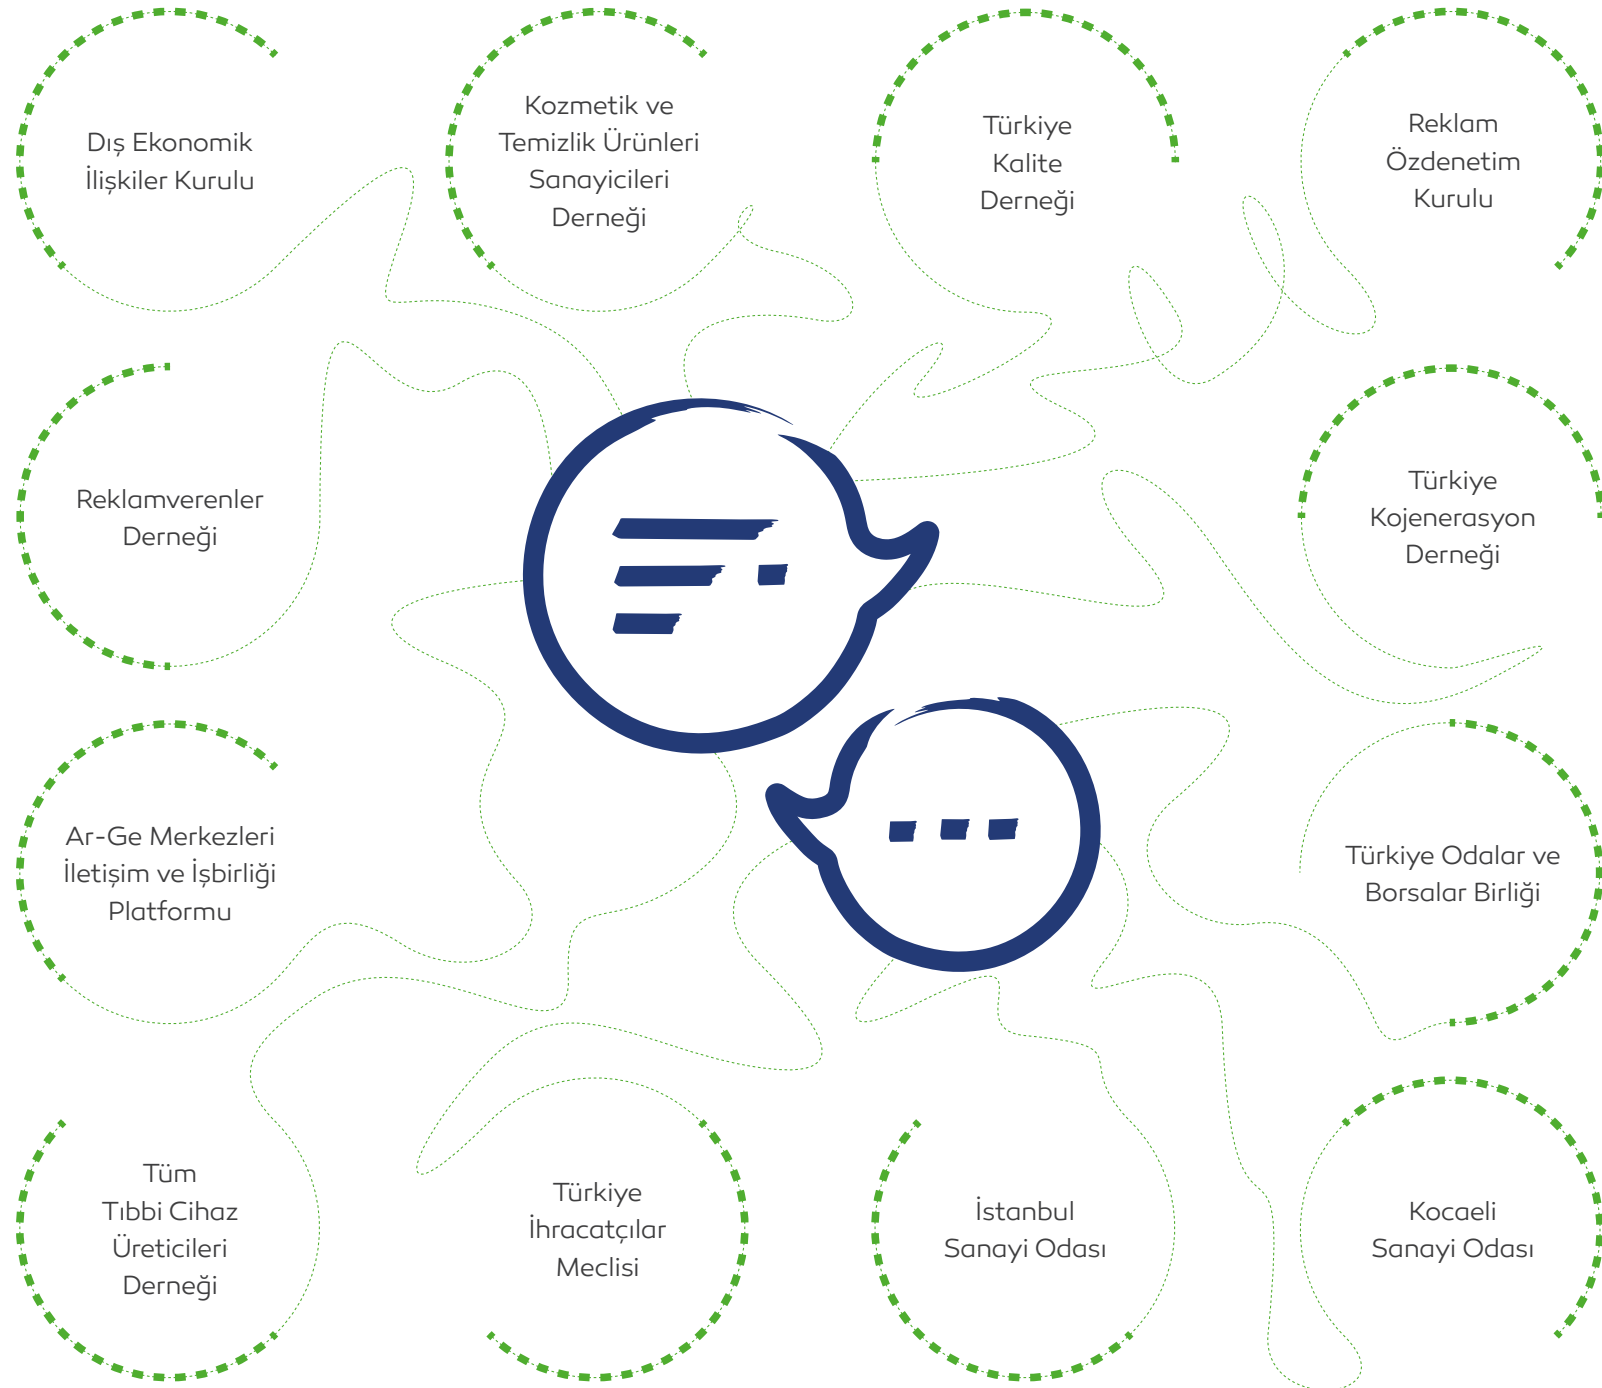 Dış Ekonomik
İlişkiler Kurulu
Kozmetik ve
Temizlik Ürünleri
Sanayicileri
Derneği
Türkiye
Kalite
Derneği
Reklam
Özdenetim
Kurulu
Reklamverenler
Derneği
Türkiye
Kojenerasyon
Derneği
Ar-Ge Merkezleri
İletişim ve İşbirliği
Platformu
Türkiye Odalar ve
Borsalar Birliği
Tüm
Tıbbi Cihaz
Üreticileri
Derneği
Türkiye
İhracatçılar
Meclisi
İstanbul
Sanayi Odası
Kocaeli
Sanayi Odası